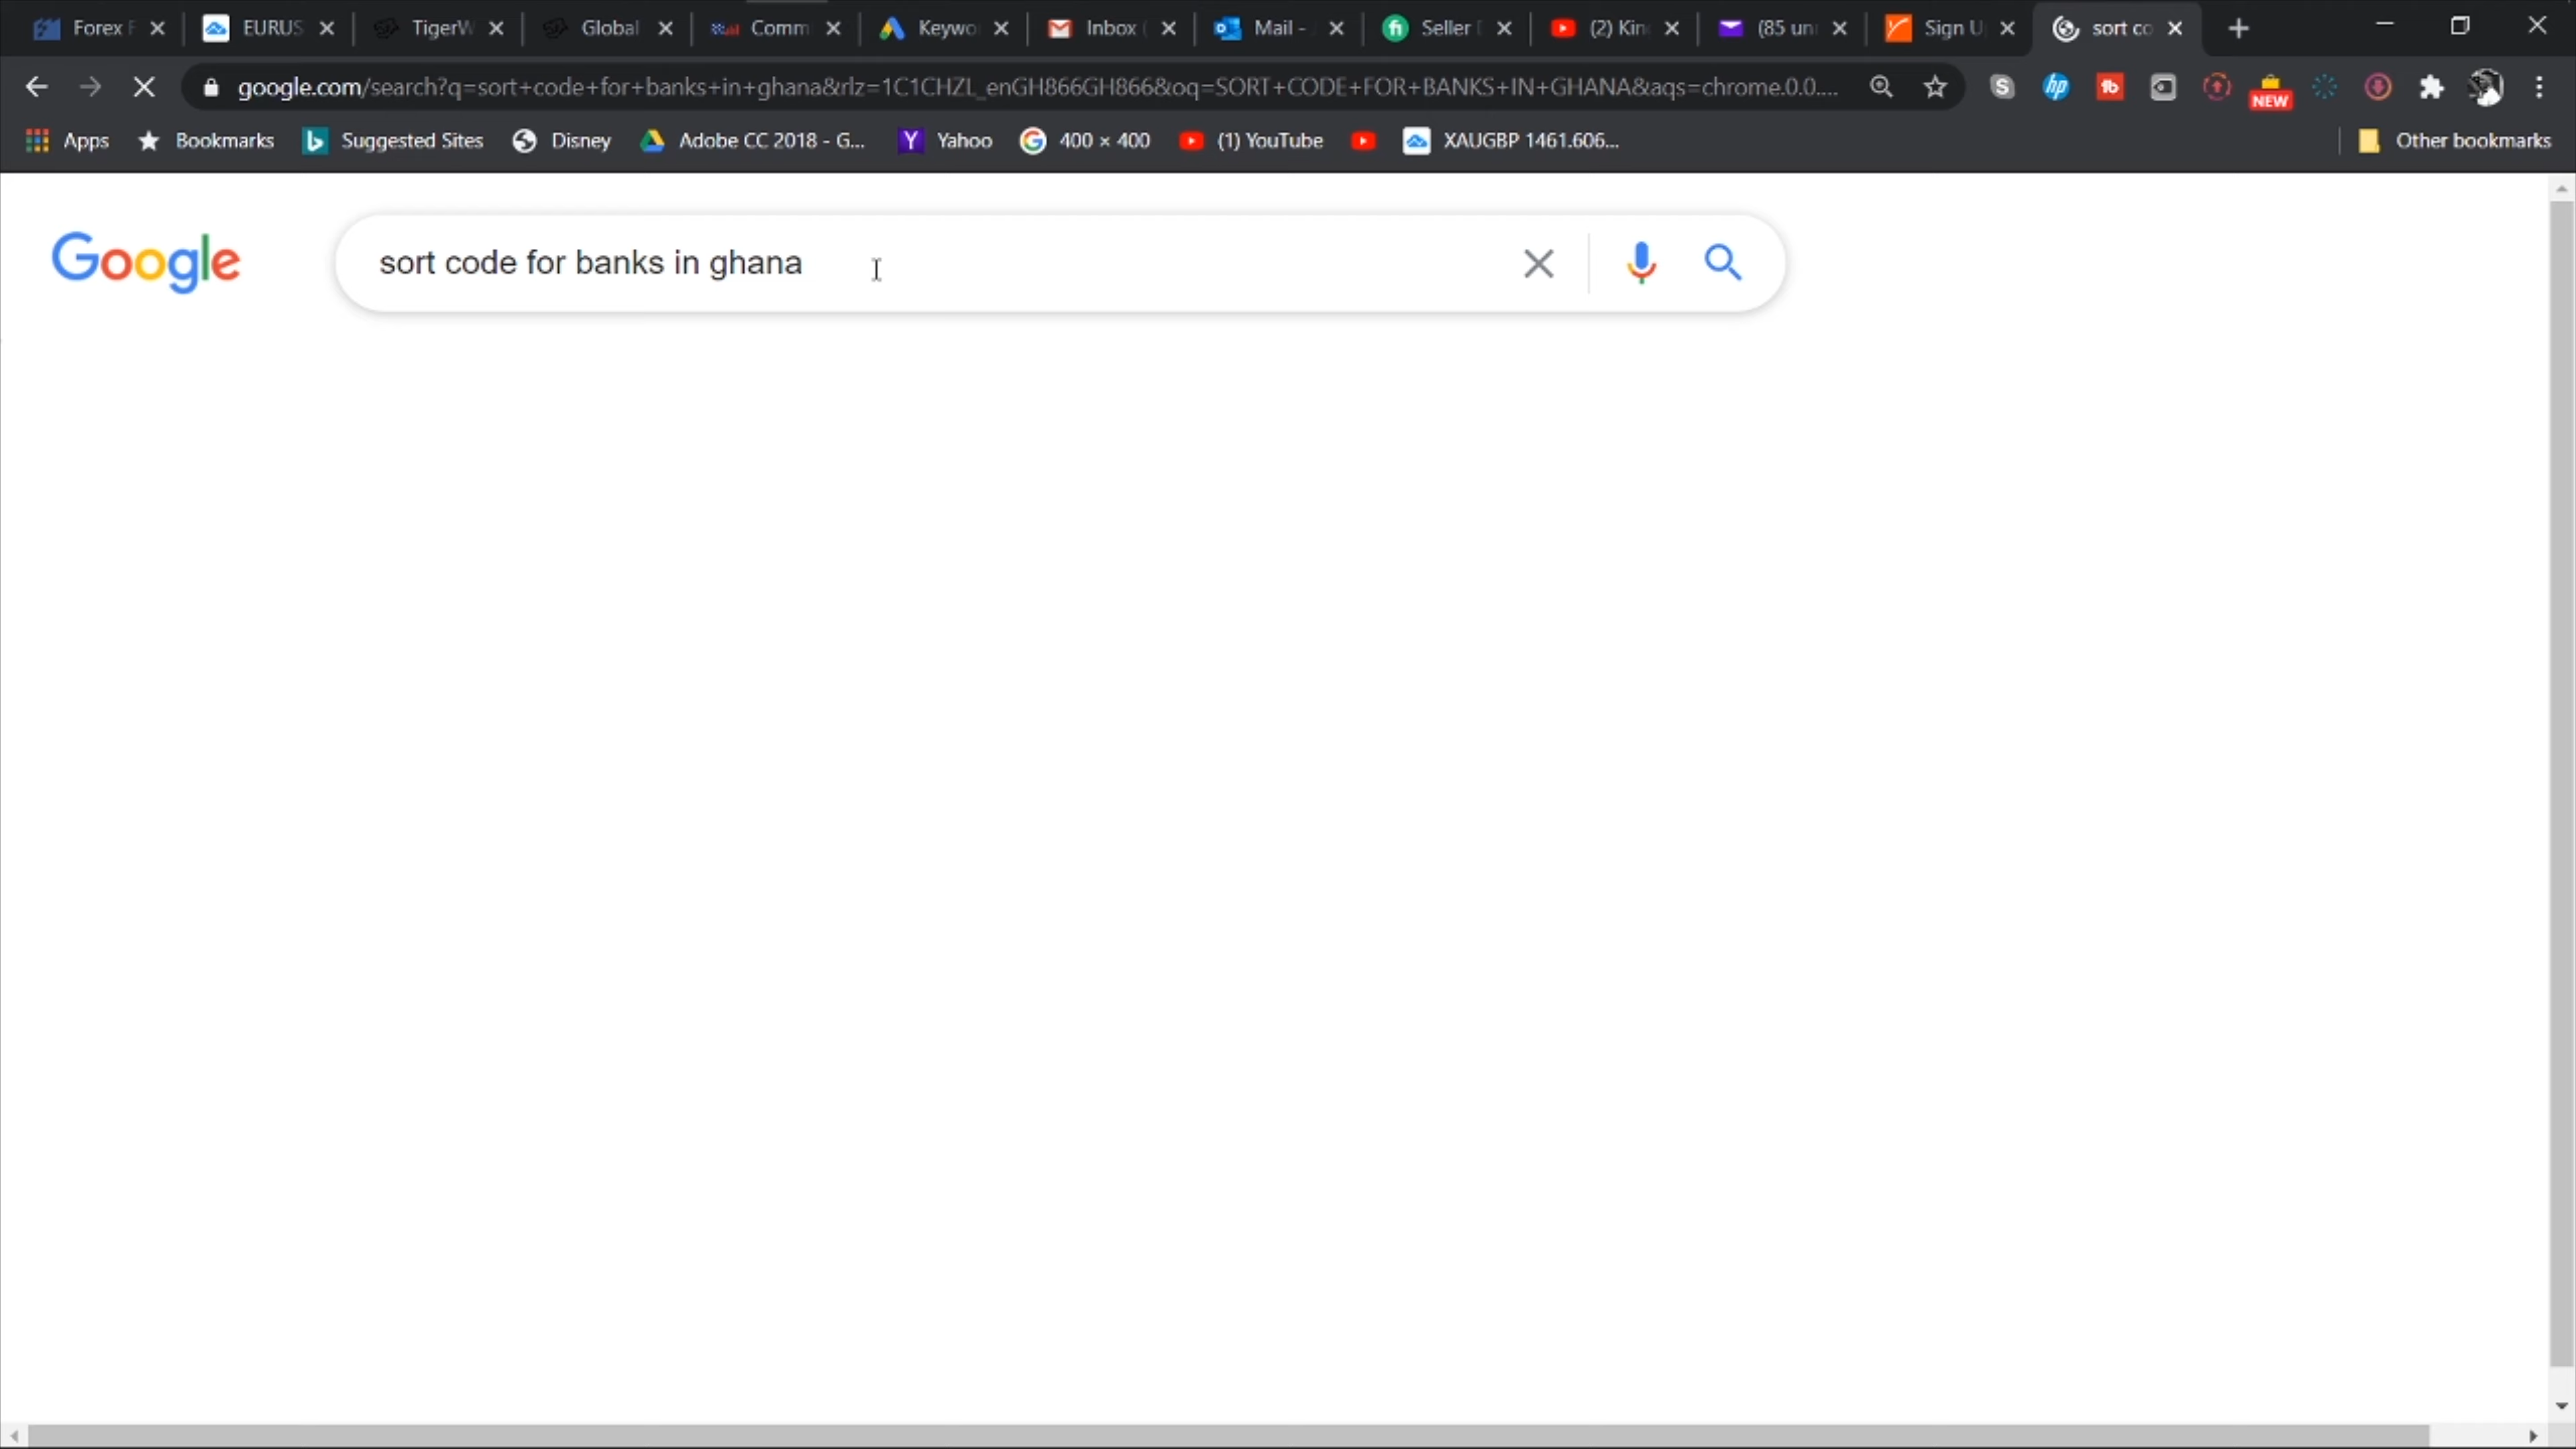 Forex F EURUS TigerW Global Comm Keywo Inbox ( Mail - Seller (2) Kin (85 un Sign U sort co
google.com/search?q=sort+code+for+banks+in+ghana&rlz=1C1CHZL_enGH866GH866&oq=SORT+CODE+FOR+BANKS+IN+GHANA&aqs=chrome.0.0.... hp NEW
Apps Bookmarks Suggested Sites Disney Adobe CC 2018 - G... Yahoo 400 × 400 (1) YouTube XAUGBP 1461.606... Other bookmarks
Google sort code for banks in ghana